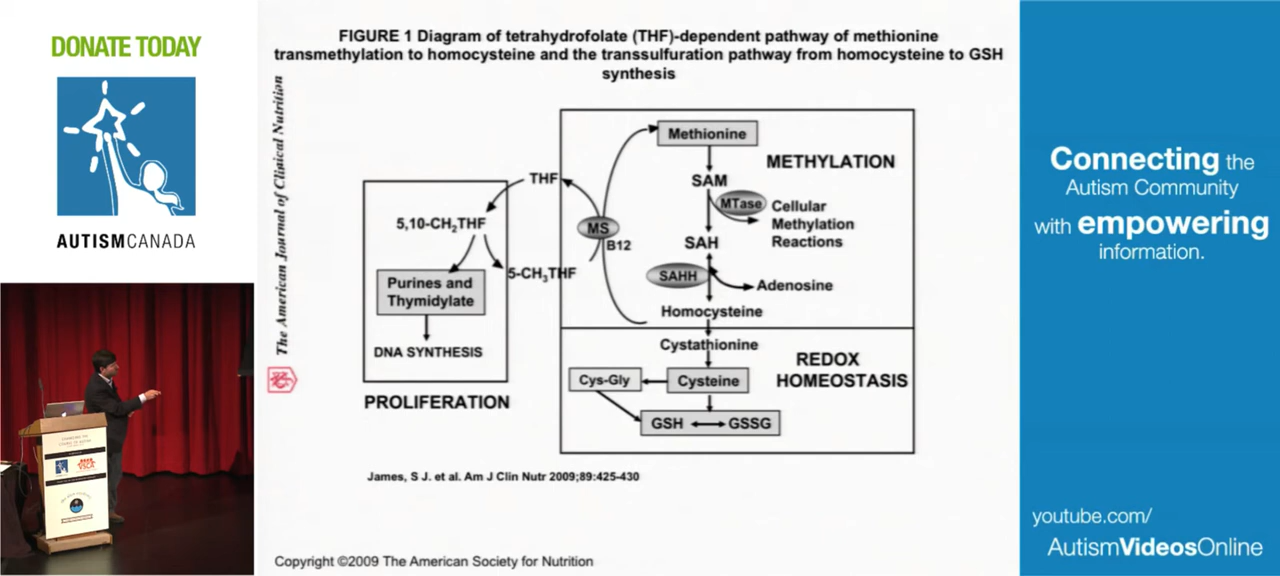 DONATE TODAY
AUTISMCANADA
FIGURE 1 Diagram of tetrahydrofolate (THF)-dependent pathway of methionine
transmethylation to homocysteine and the transsulfuration pathway from homocysteine to GSH
synthesis
The American Journal of Clinical Nutrition
Methionine
METHYLATION
SAM
MTase
Cellular
Methylation
Reactions
SAH
SAHH
Adenosine
Homocysteine
THF
MS
B12
5,10-CH₂THF
5-CH₃THF
Purines and
Thymidylate
DNA SYNTHESIS
PROLIFERATION
Cystathionine
REDOX
HOMEOSTASIS
Cys-Gly
Cysteine
GSH
GSSG
James, S J. et al. Am J Clin Nutr 2009;89:425-430
Copyright ©2009 The American Society for Nutrition
Connecting the
Autism Community
with empowering
information.
youtube.com/
AutismVideosOnline